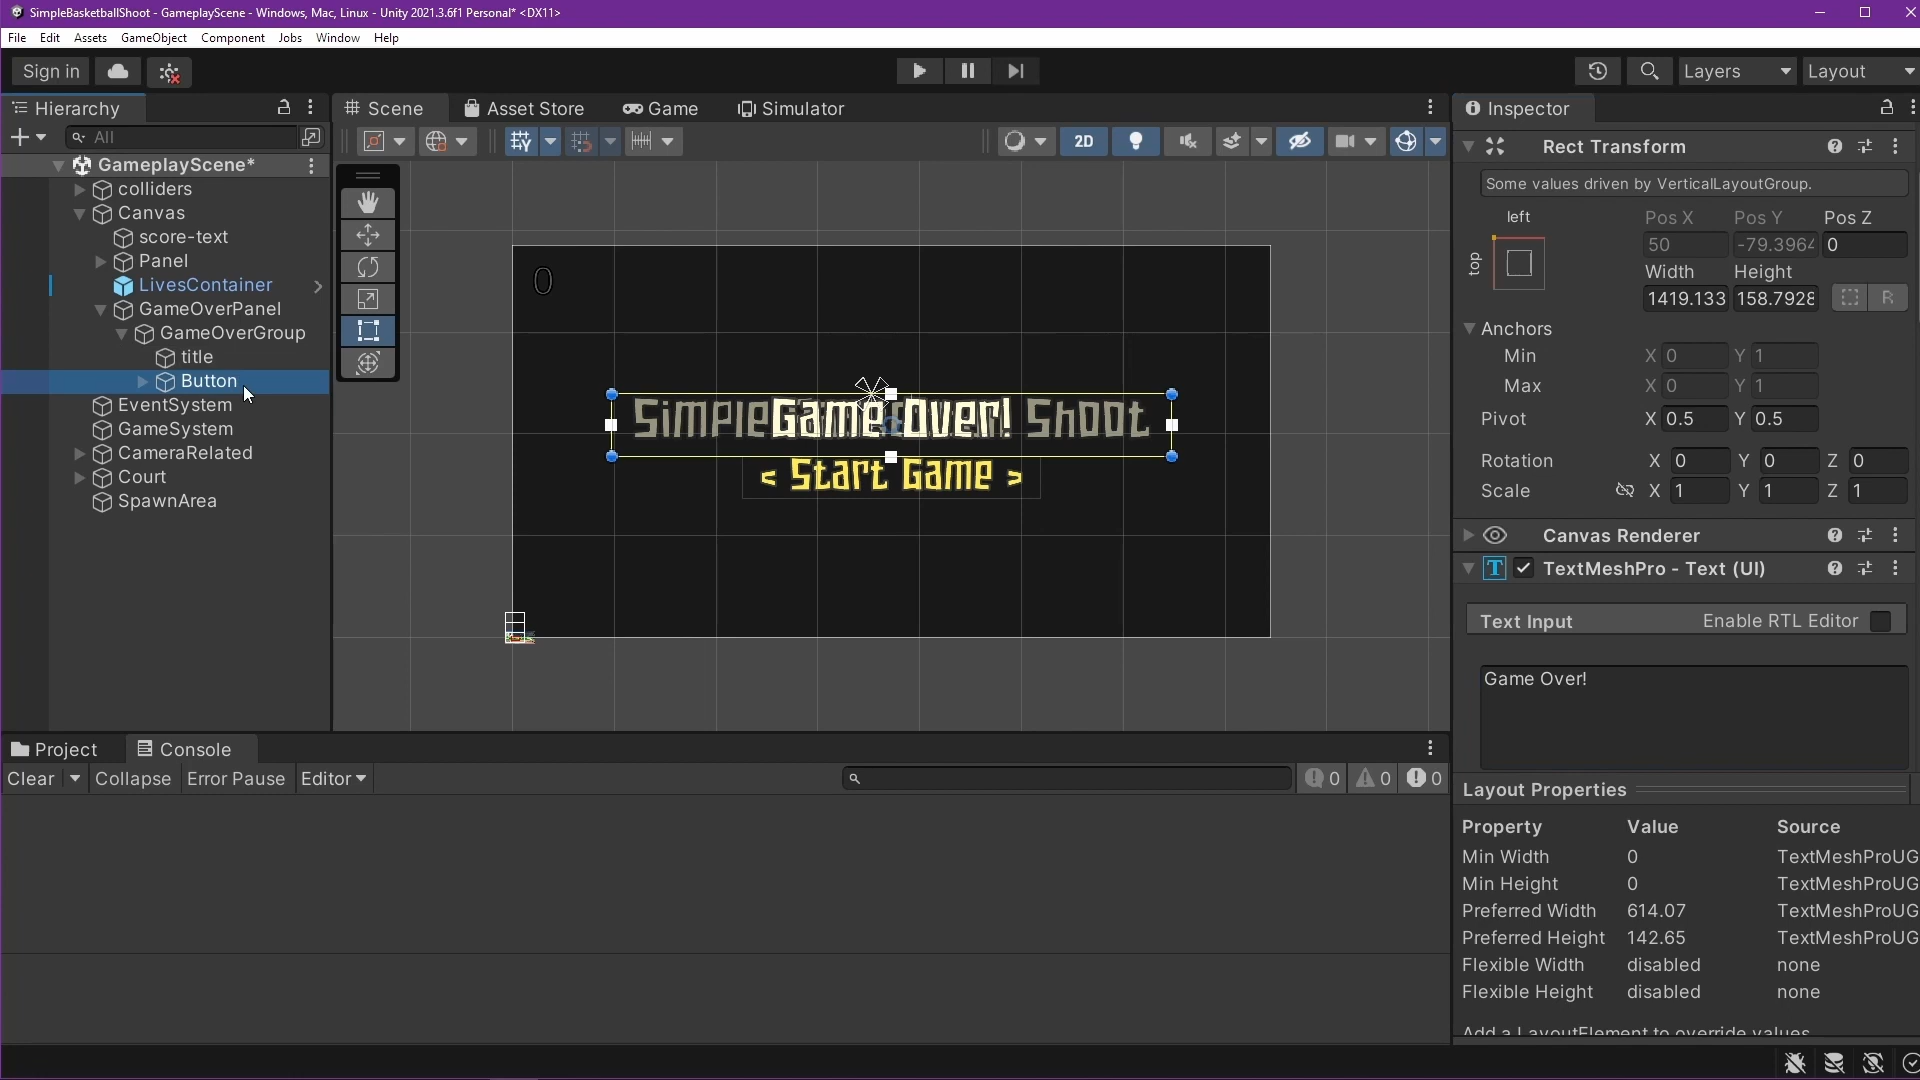 SimpleBasketballShoot - GameplayScene - Windows, Mac, Linux - Unity 2021.3.6f1 Personal* <DX11>
File Edit Assets GameObject Component Jobs Window Help
Sign in
Layers
Layout
Hierarchy
Scene
Asset Store
Game
Simulator
Inspector
All
2D
GameplayScene*
colliders
Canvas
score-text
Panel
LivesContainer
GameOverPanel
GameOverGroup
title
Button
EventSystem
GameSystem
CameraRelated
Court
SpawnArea
0
Simple
Game Over!
Shoot
< Start Game >
Rect Transform
Some values driven by VerticalLayoutGroup.
left
Pos X Pos Y Pos Z
top
50 -79.3964 0
Width Height
1419.133 158.7928
R
Anchors
Min X 0 Y 1
Max X 0 Y 1
Pivot X 0.5 Y 0.5
Rotation X 0 Y 0 Z 0
Scale X 1 Y 1 Z 1
Canvas Renderer
TextMeshPro - Text (UI)
Text Input Enable RTL Editor
Game Over!
Layout Properties
Property Value Source
Min Width 0 TextMeshProUG
Min Height 0 TextMeshProUG
Preferred Width 614.07 TextMeshProUG
Preferred Height 142.65 TextMeshProUG
Flexible Width disabled none
Flexible Height disabled none
Add a LayoutElement to override values
Project
Console
Clear Collapse Error Pause Editor
0 0 0